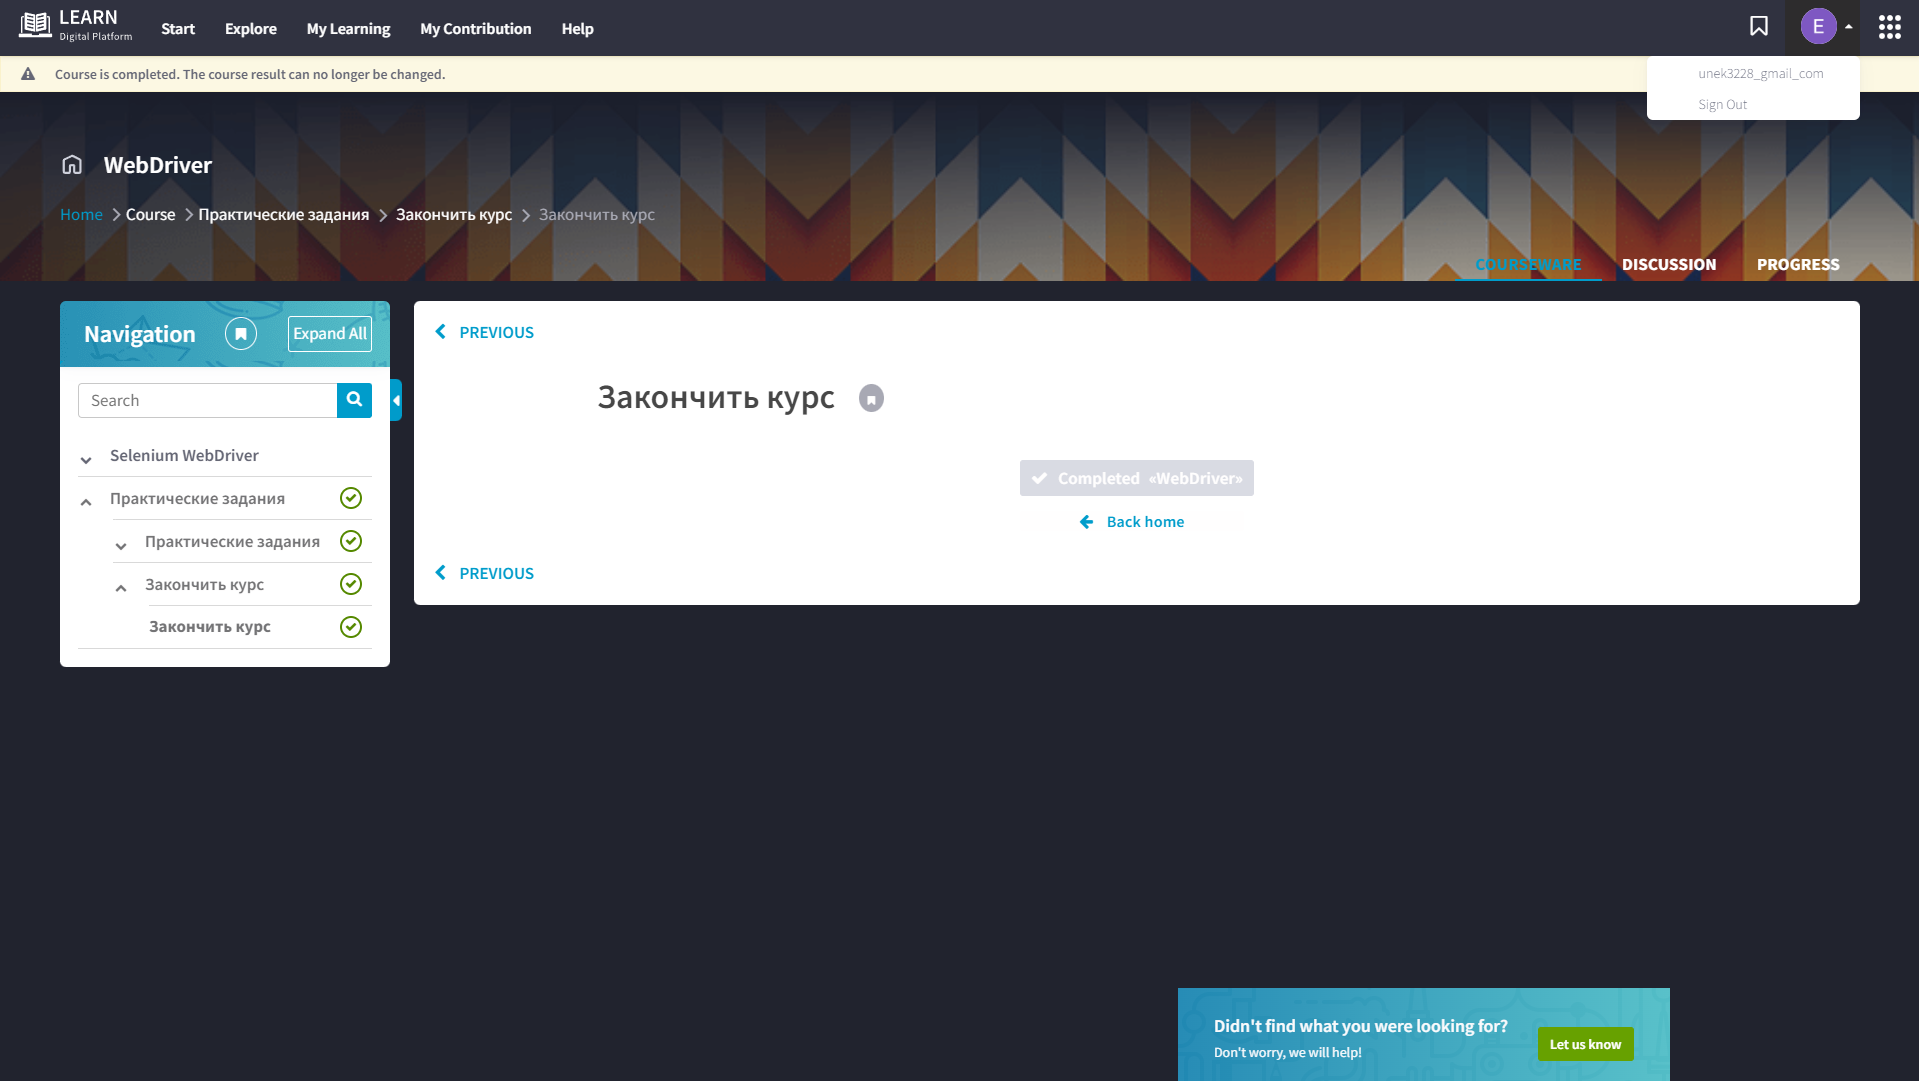 LEARN
Digital Platform
Start
Explore
My Learning
My Contribution
Help
E
Course is completed. The course result can no longer be changed.
unek3228_gmail_com
Sign Out
WebDriver
Home
Course
Практические задания
Закончить курс
Закончить курс
COURSEWARE
DISCUSSION
PROGRESS
Navigation
Expand All
Search
Selenium WebDriver
Практические задания
Практические задания
Закончить курс
Закончить курс
PREVIOUS
Закончить курс
Completed «WebDriver»
Back home
PREVIOUS
Didn't find what you were looking for?
Don't worry, we will help!
Let us know